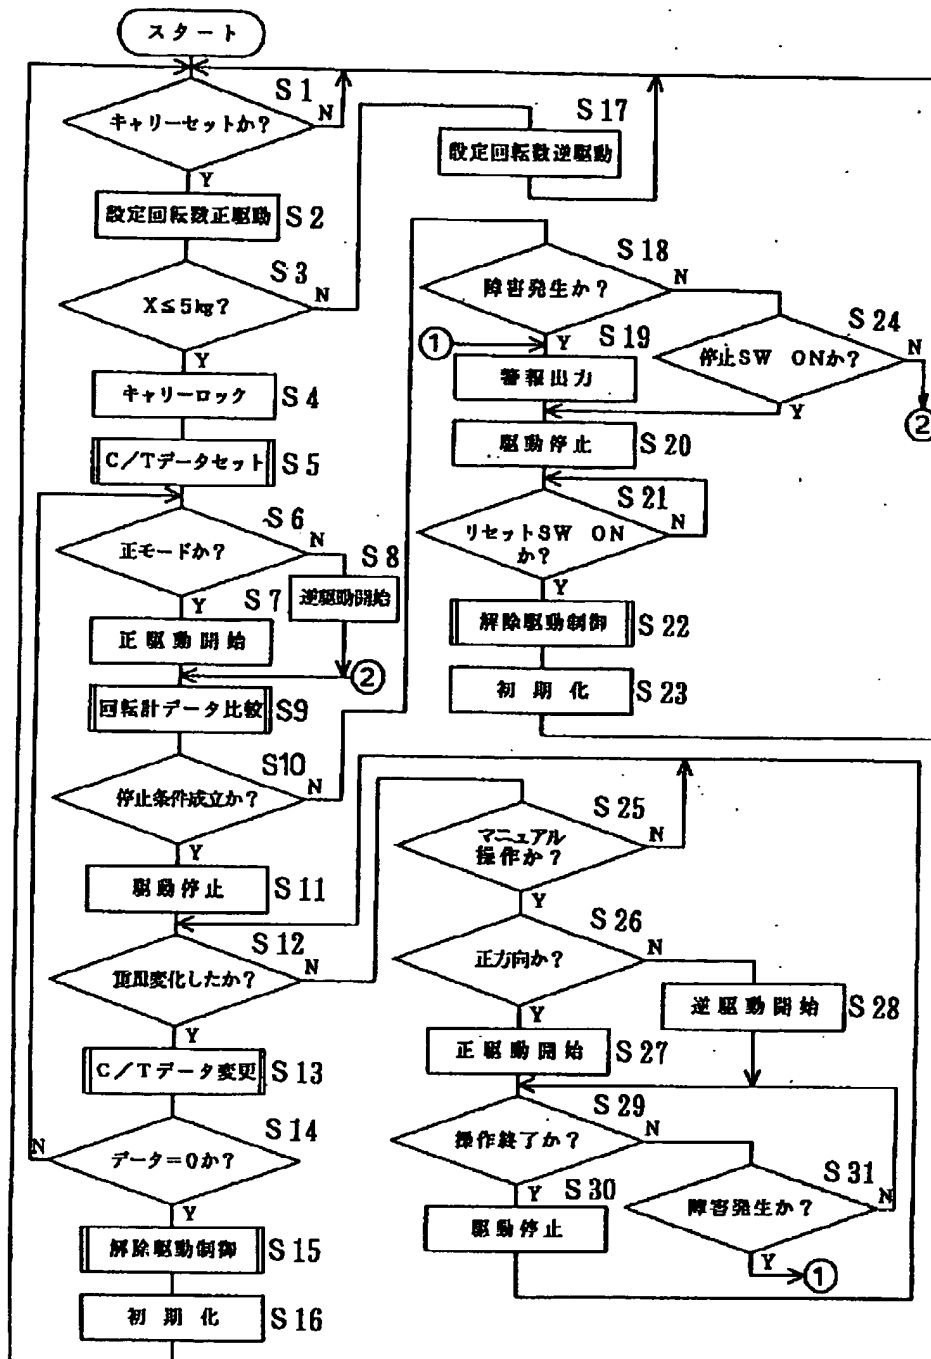 スタート
S1
キャリーセットか?
N
Y
設定回転数正駆動
S2
S3
X≤5kg?
N
Y
キャリーロック
S4
C/Tデータセット
S5
S6
正モードか?
N
Y
S7
正駆動開始
S8
逆駆動開始
②
回転計データ比較
S9
S10
停止条件成立か?
N
Y
駆動停止
S11
S12
変化したか?
N
Y
C/Tデータ変更
S13
S14
データ=0か?
N
Y
解除駆動制御
S15
初期化
S16
S17
設定回転数逆駆動
S18
障害発生か?
N
Y
①
S19
警報出力
S24
停止SW ONか?
N
Y
②
駆動停止
S20
S21
リセットSW ON
か?
N
Y
解除駆動制御
S22
初期化
S23
S25
マニュアル
操作か?
N
Y
S26
正方向か?
N
Y
正駆動開始
S27
逆駆動開始
S28
S29
操作終了か?
N
Y
S30
駆動停止
S31
障害発生か?
N
Y
①